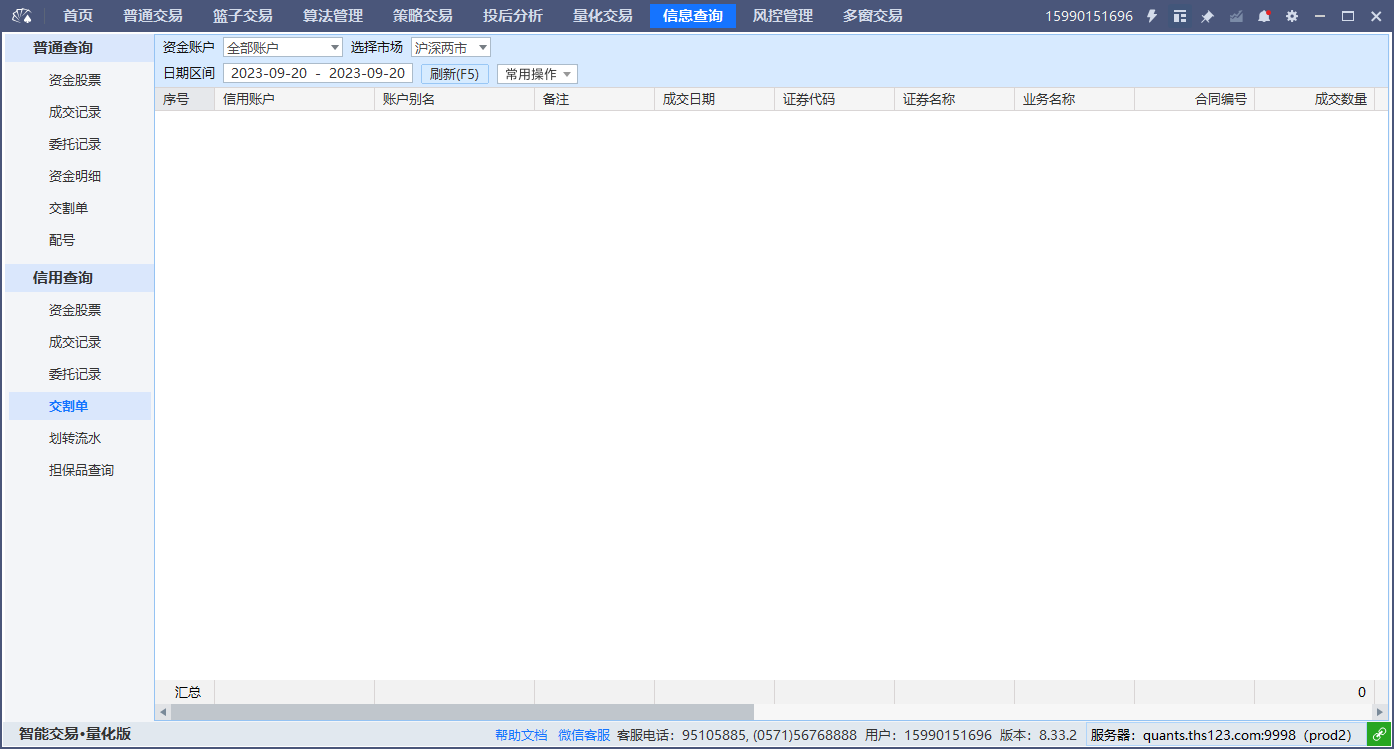 首页 普通交易 篮子交易 算法管理 策略交易 投后分析 量化交易 信息查询 风控管理 多窗交易 15990151696
普通查询
资金股票
成交记录
委托记录
资金明细
交割单
配号
信用查询
资金股票
成交记录
委托记录
交割单
划转流水
担保品查询
资金账户 全部账户 选择市场 沪深两市
日期区间 2023-09-20 - 2023-09-20 刷新(F5) 常用操作
序号 信用账户 账户别名 备注 成交日期 证券代码 证券名称 业务名称 合同编号 成交数量
汇总 0
智能交易•量化版 帮助文档 微信客服 客服电话：95105885, (0571)56768888 用户：15990151696 版本：8.33.2 服务器：quants.ths123.com:9998（prod2）